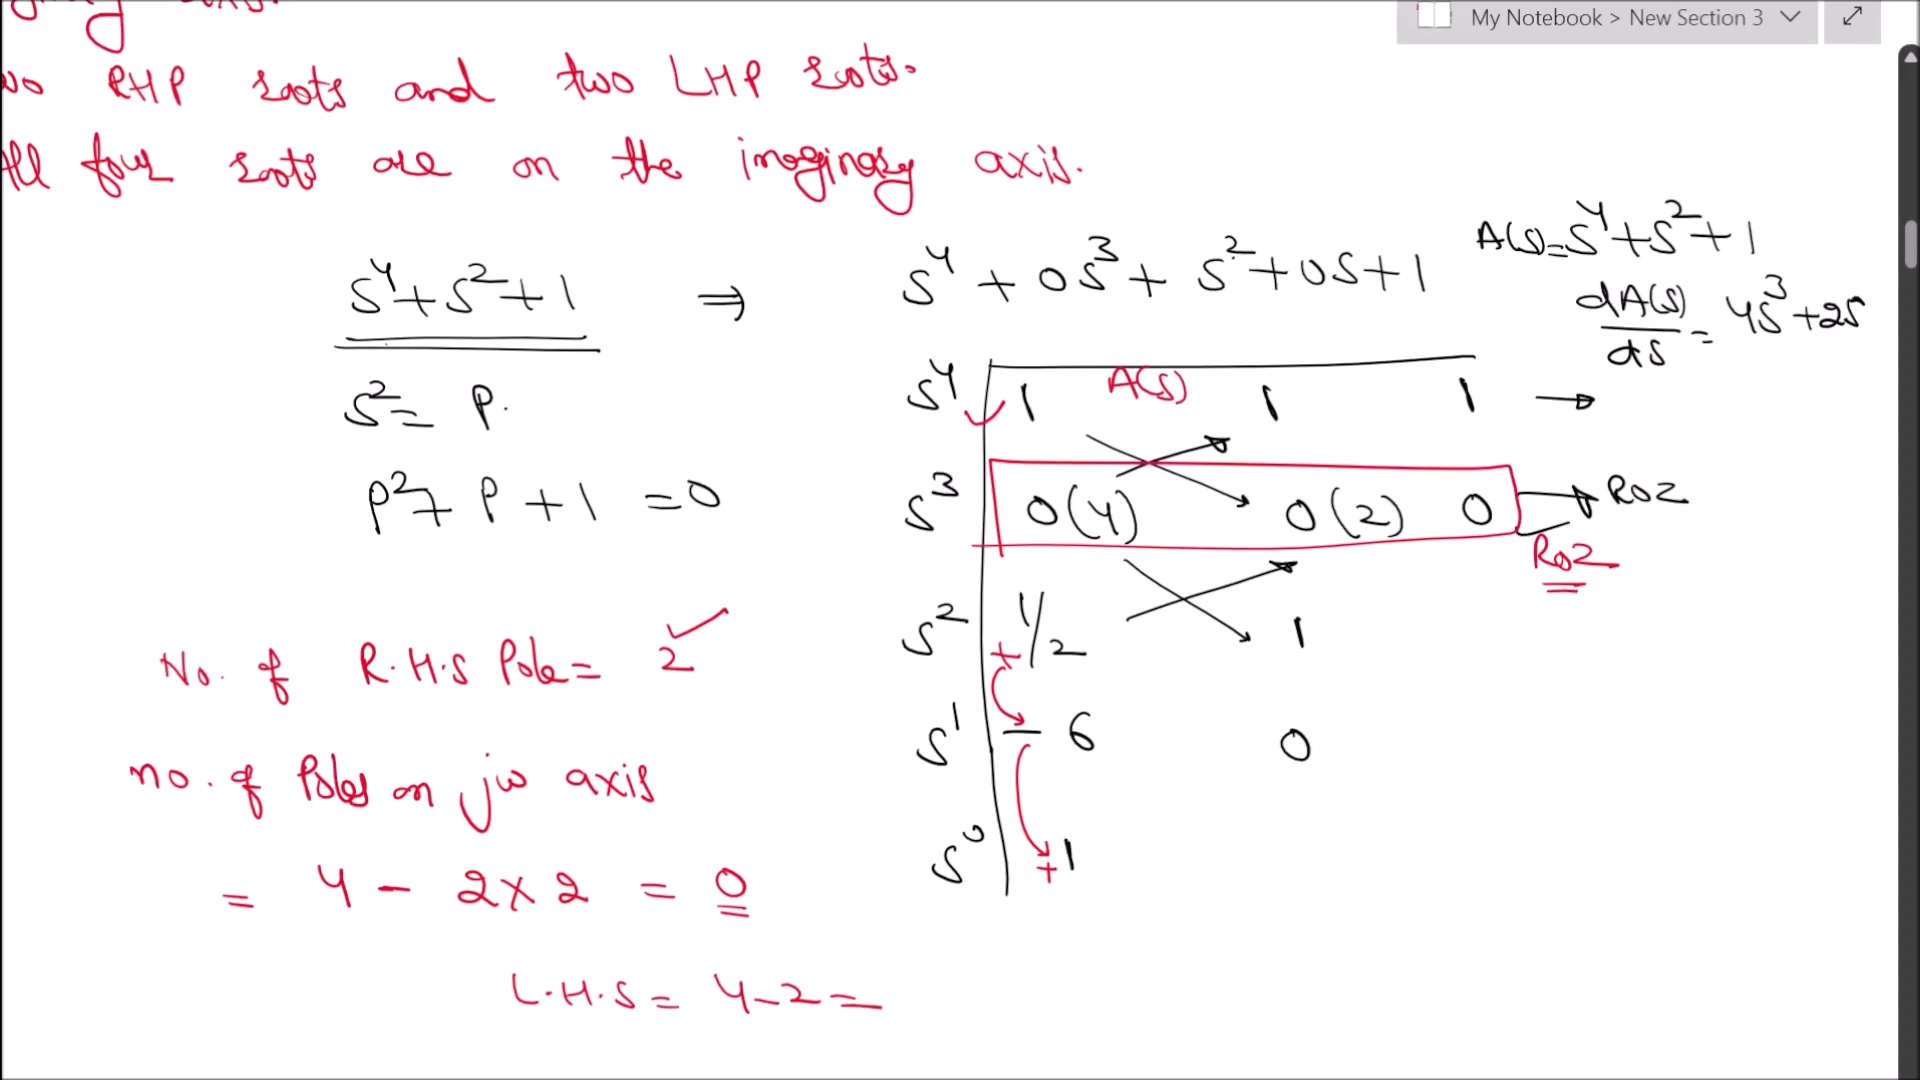 My Notebook > New Section 3
wo RHP roots and two LHP roots.
All four roots are on the imaginary axis.
s⁴+s²+1 ⇒ s⁴ + 0s³ + s²+0s+1
A(s)=s⁴+s²+1
dA(s)/ds = 4s³+2s
s²= P.
P²+ P + 1 =0
s⁴ 1 A(s) 1 1
s³ 0(4) 0(2) 0 → ROZ
ROZ
s² +1/2 1
s¹ - 6 0
s⁰ +1
No. of R.H.S Pole= 2
no. of Poles on jω axis
= 4 - 2x2 = 0
L.H.S = 4-2=